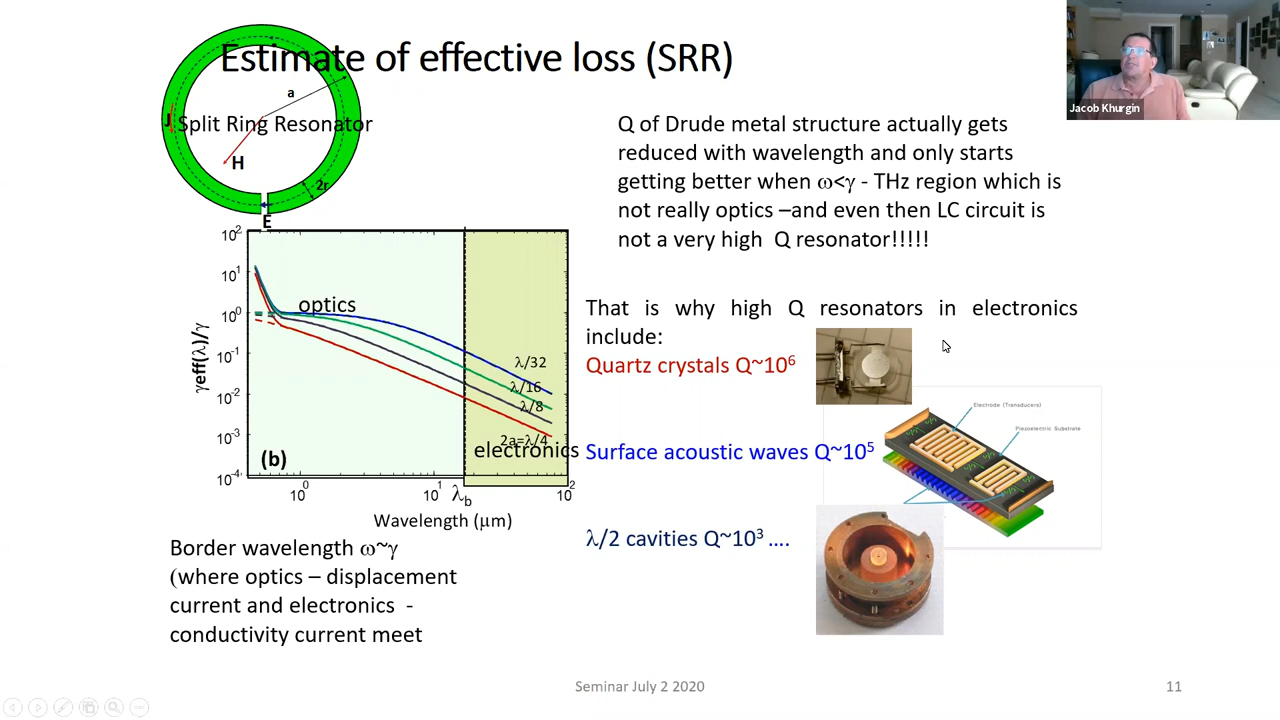 Estimate of effective loss (SRR)
Jacob Khurgin
a
J
Split Ring Resonator
H
2r
E
Q of Drude metal structure actually gets
reduced with wavelength and only starts
getting better when ω<γ - THz region which is
not really optics –and even then LC circuit is
not a very high Q resonator!!!!!
10²
10¹
10⁰
10⁻¹
10⁻²
10⁻³
10⁻⁴
γeff(λ)/γ
optics
λ/32
λ/16
λ/8
2a=λ/4
electronics
(b)
10⁰
10¹
λb
10²
Wavelength (μm)
That is why high Q resonators in electronics
include:
Quartz crystals Q~10⁶
Electrode (Transducers)
Piezoelectric Substrate
Surface acoustic waves Q~10⁵
λ/2 cavities Q~10³ ....
Border wavelength ω~γ
(where optics – displacement
current and electronics -
conductivity current meet
Seminar July 2 2020
11